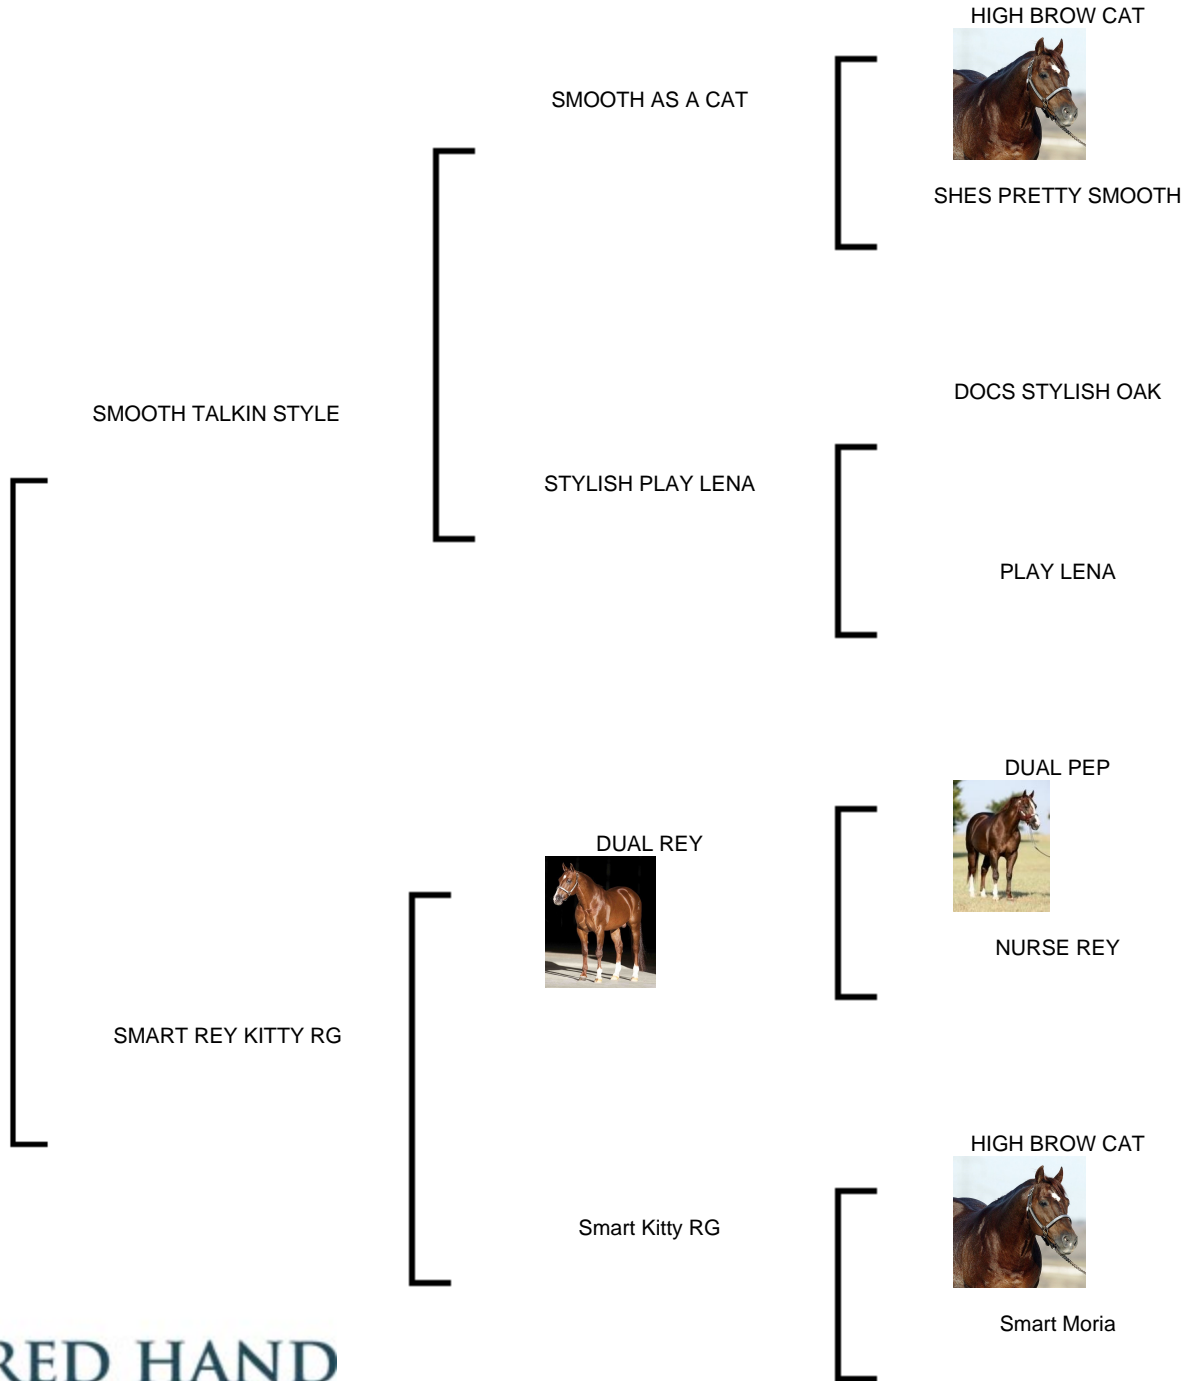 HIGH BROW CAT
SMOOTH AS A CAT
SHES PRETTY SMOOTH
DOCS STYLISH OAK
SMOOTH TALKIN STYLE
STYLISH PLAY LENA
PLAY LENA
DUAL PEP
DUAL REY
NURSE REY
SMART REY KITTY RG
HIGH BROW CAT
Smart Kitty RG
Smart Moria
RED HAND